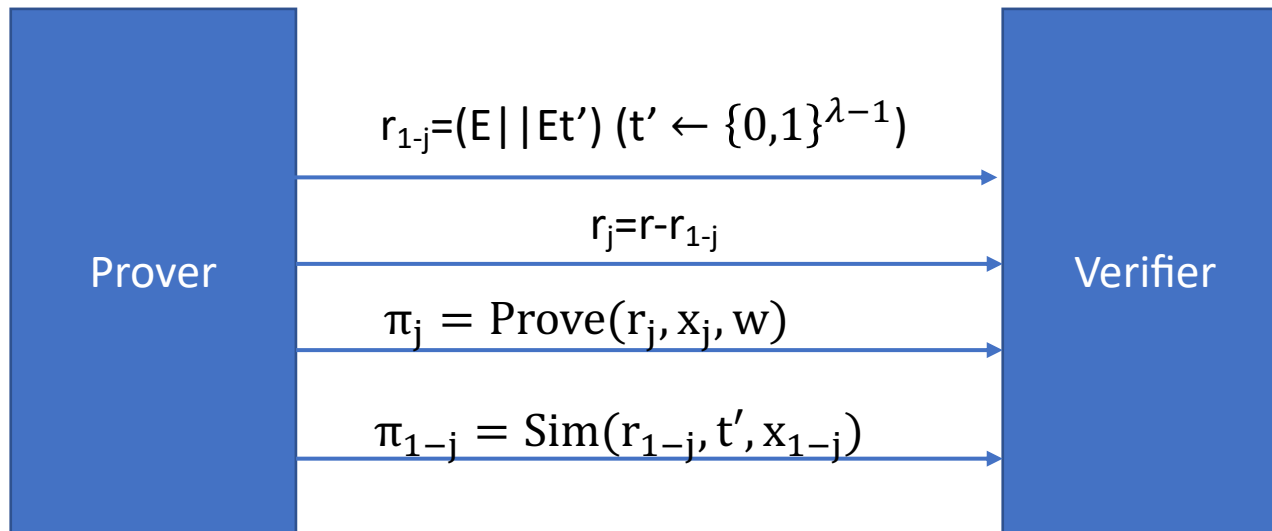 r₁₋ⱼ=(E||Et’) (t’ ← {0,1}^{λ−1})
rⱼ=r-r₁₋ⱼ
Prover
Verifier
πⱼ = Prove(rⱼ, xⱼ, w)
π₁₋ⱼ = Sim(r₁₋ⱼ, t′, x₁₋ⱼ)